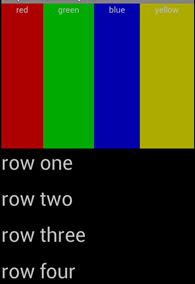 red green blue yellow
row one
row two
row three
row four